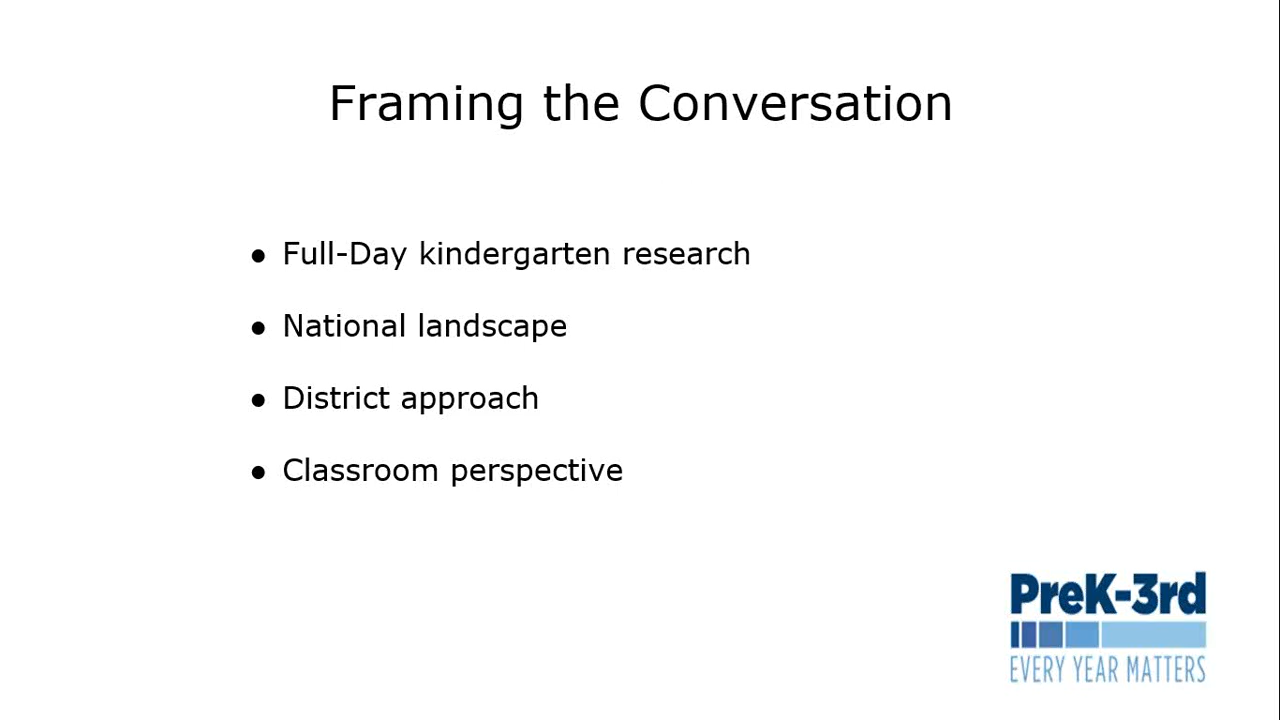 Framing the Conversation
● Full-Day kindergarten research
● National landscape
● District approach
● Classroom perspective
PreK-3rd
EVERY YEAR MATTERS